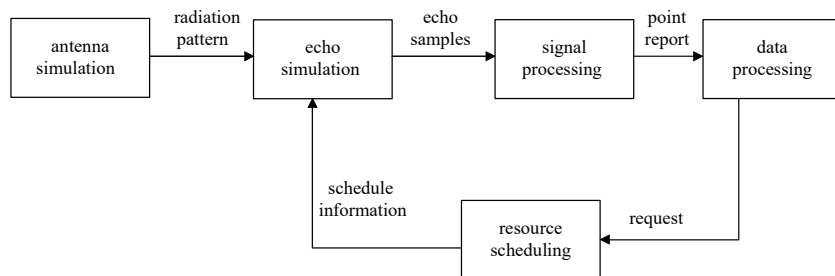 antenna
simulation
radiation
pattern
echo
simulation
echo
samples
signal
processing
point
report
data
processing
schedule
information
resource
scheduling
request